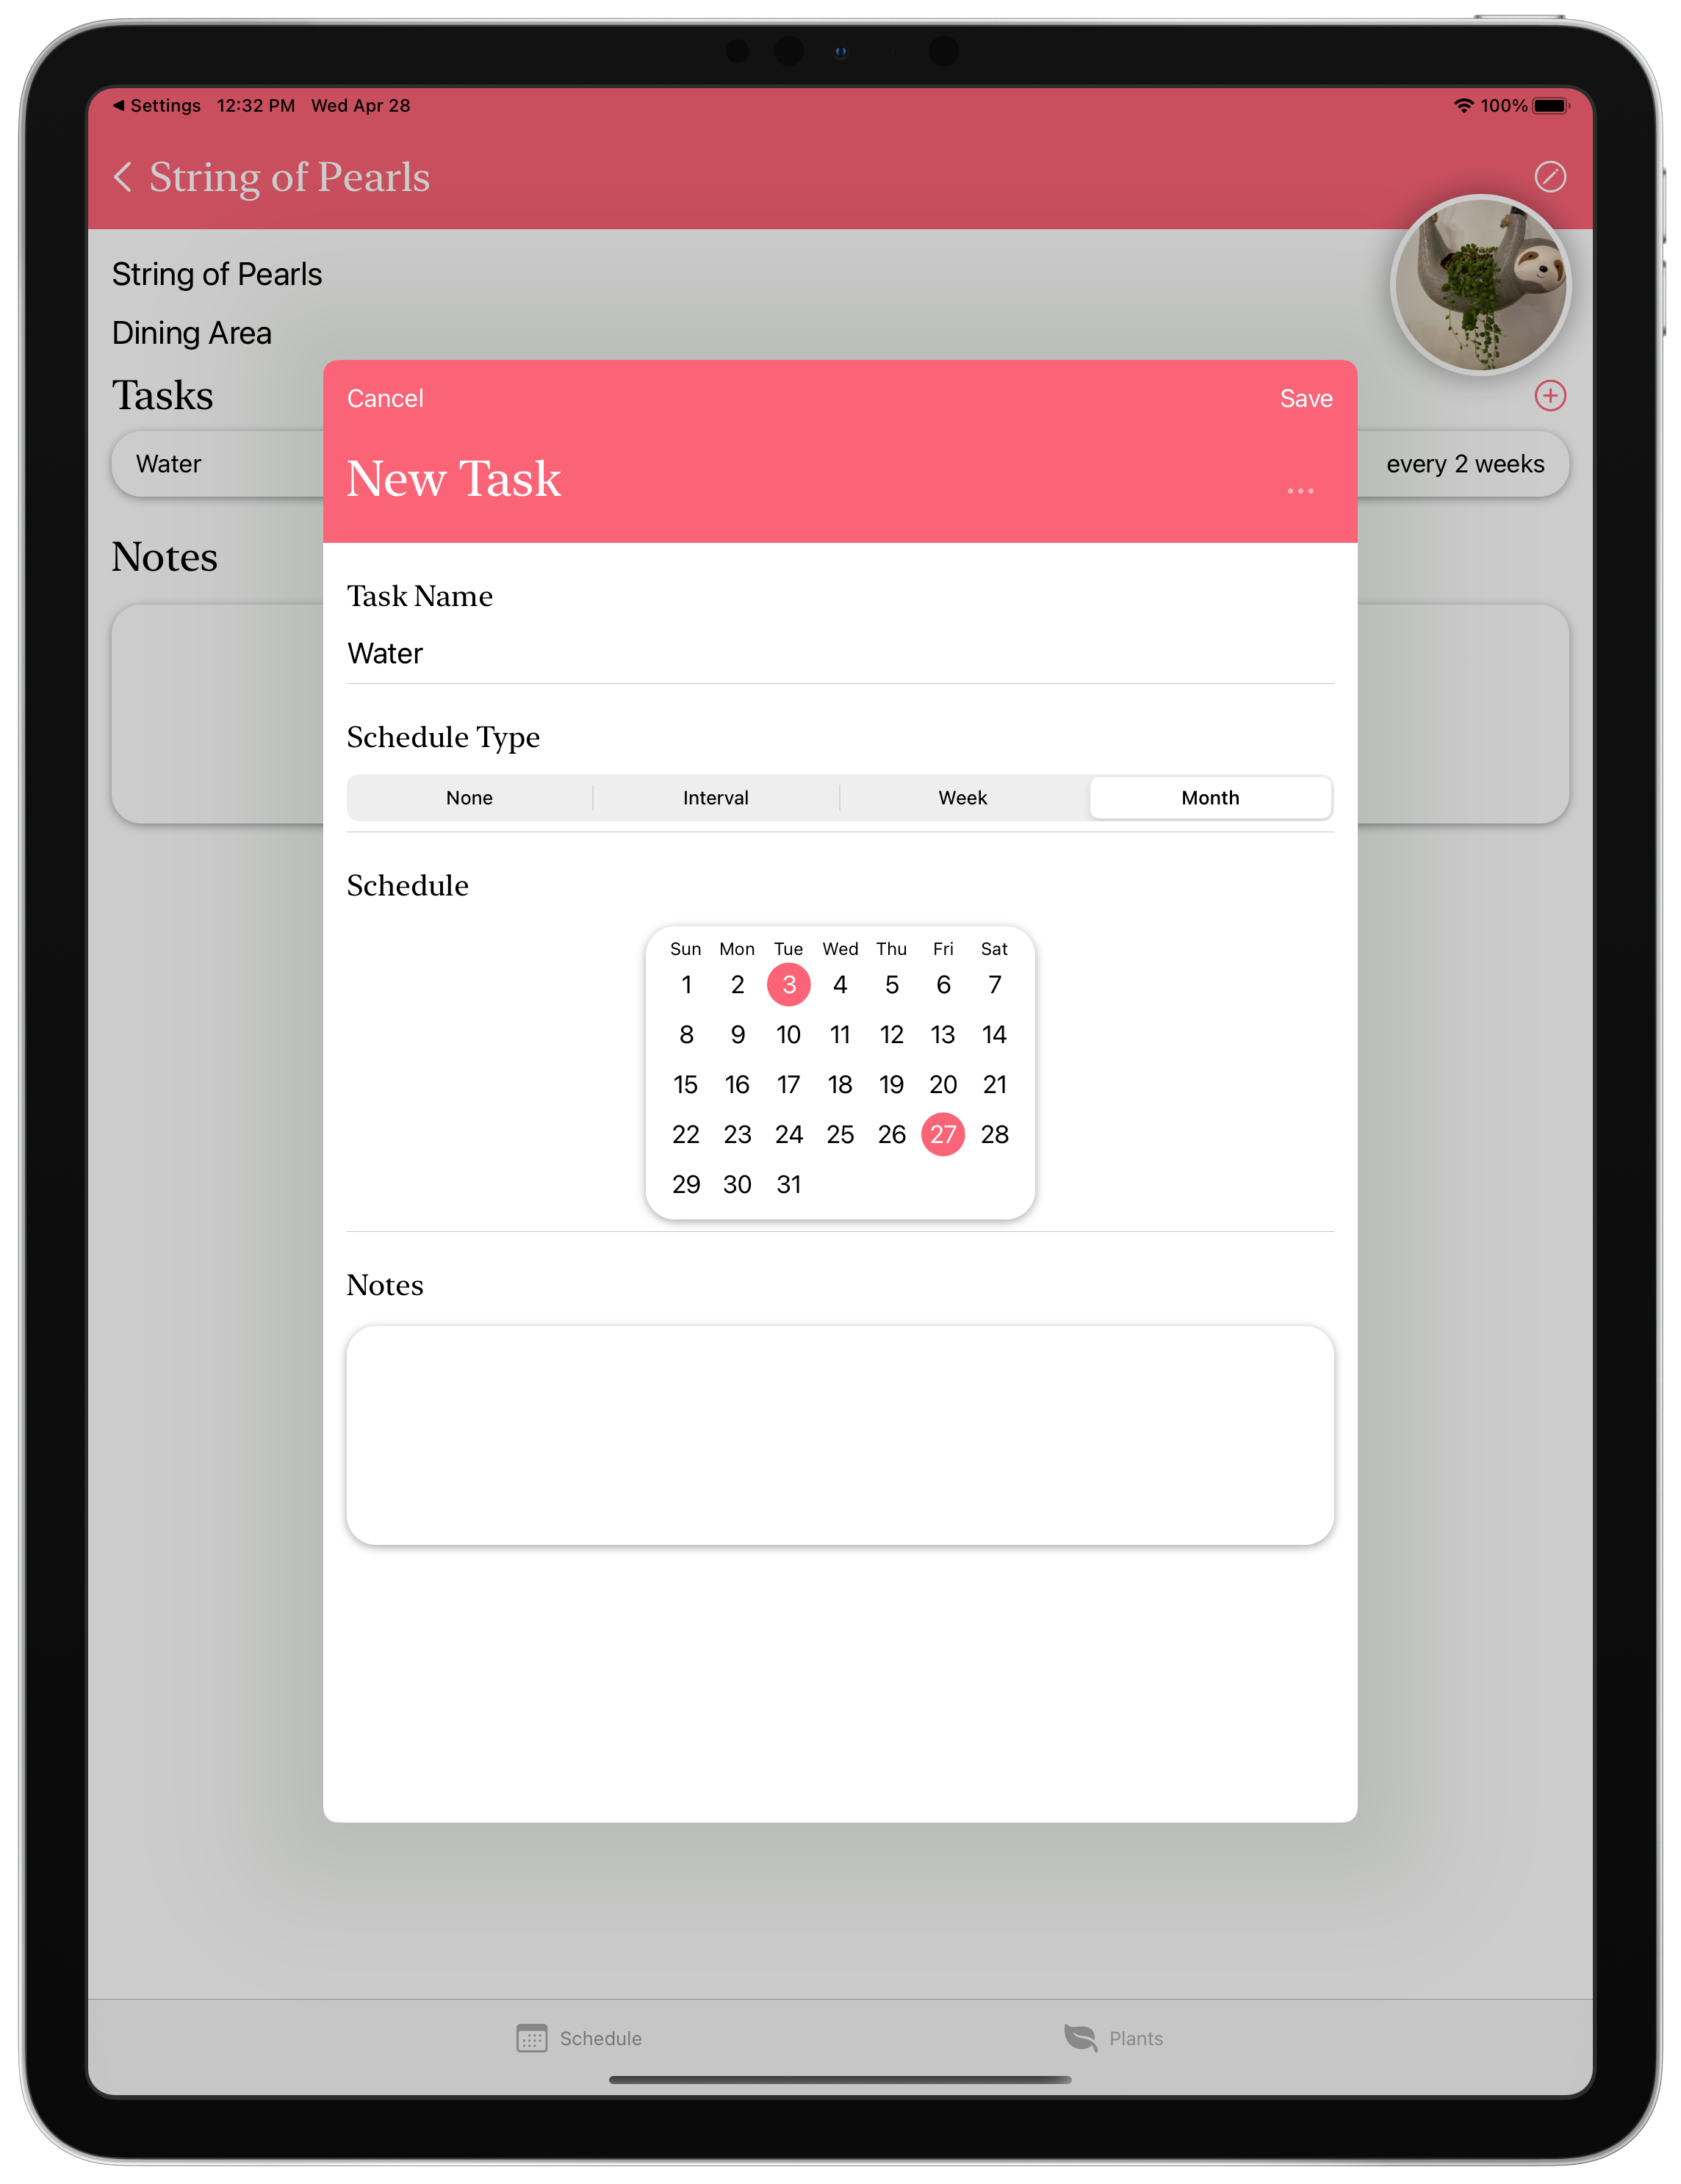 Settings 12:32 PM Wed Apr 28 100%
String of Pearls
String of Pearls
Dining Area
Tasks
Water every 2 weeks
Notes
Cancel Save
New Task ...
Task Name
Water
Schedule Type
None Interval Week Month
Schedule
Sun Mon Tue Wed Thu Fri Sat
1 2 3 4 5 6 7
8 9 10 11 12 13 14
15 16 17 18 19 20 21
22 23 24 25 26 27 28
29 30 31
Notes
Schedule Plants